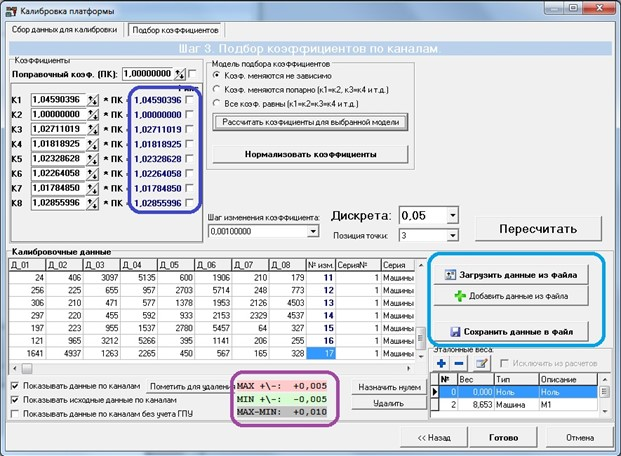 Калибровка платформы
Сбор данных для калибровки Подбор коэффициентов
Шаг 3. Подбор коэффициентов по каналам.
Коэффициенты
Поправочный коэф. (ПК): 1,00000000
К1 1,04590396 * ПК = 1,04590396
К2 1,00000000 * ПК = 1,00000000
К3 1,02711019 * ПК = 1,02711019
К4 1,01818925 * ПК = 1,01818925
К5 1,02328628 * ПК = 1,02328628
К6 1,02264058 * ПК = 1,02264058
К7 1,01784850 * ПК = 1,01784850
К8 1,02855996 * ПК = 1,02855996
Модель подбора коэффициентов
Коэф. меняются не зависимо
Коэф. меняются попарно (к1=к2, к3=к4 и т.д.)
Все коэф. равны (к1=к2=к3=к4 и т.д.)
Рассчитать коэфициенты для выбранной модели
Нормализовать коэффициенты
Шаг изменения коэффициента:
0,00100000
Дискрета: 0,05
Позиция точки: 3
Пересчитать
Калибровочные данные
Д_01 Д_02 Д_03 Д_04 Д_05 Д_06 Д_07 Д_08 № изм. Серия№ Серия
24 406 3097 5135 600 1906 210 179 11 1 Машины
256 225 655 957 2703 5714 248 773 12 1 Машины
306 210 471 577 1378 1953 2126 4503 13 1 Машины
297 220 455 592 933 2153 2329 4537 14 1 Машины
197 223 955 1537 2780 5457 64 327 15 1 Машины
121 965 3212 5266 395 1141 206 255 16 1 Машины
1641 4937 1263 2265 450 567 165 328 17 1 Машины
Загрузить данные из файла
Добавить данные из файла
Сохранить данные в файл
Эталонные веса:
Исключить из расчетов
№ Вес Тип Описание
0 0,000 Ноль Ноль
2 8,653 Машина М1
Показывать данные по каналам
Пометить для удаления
Показывать исходные данные по каналам
Показывать данные по каналам без учета ГПУ
MAX +\-: +0,005
MIN +\-: -0,005
MAX-MIN: +0,010
Назначить нулем
Удалить
<< Назад Готово Отмена